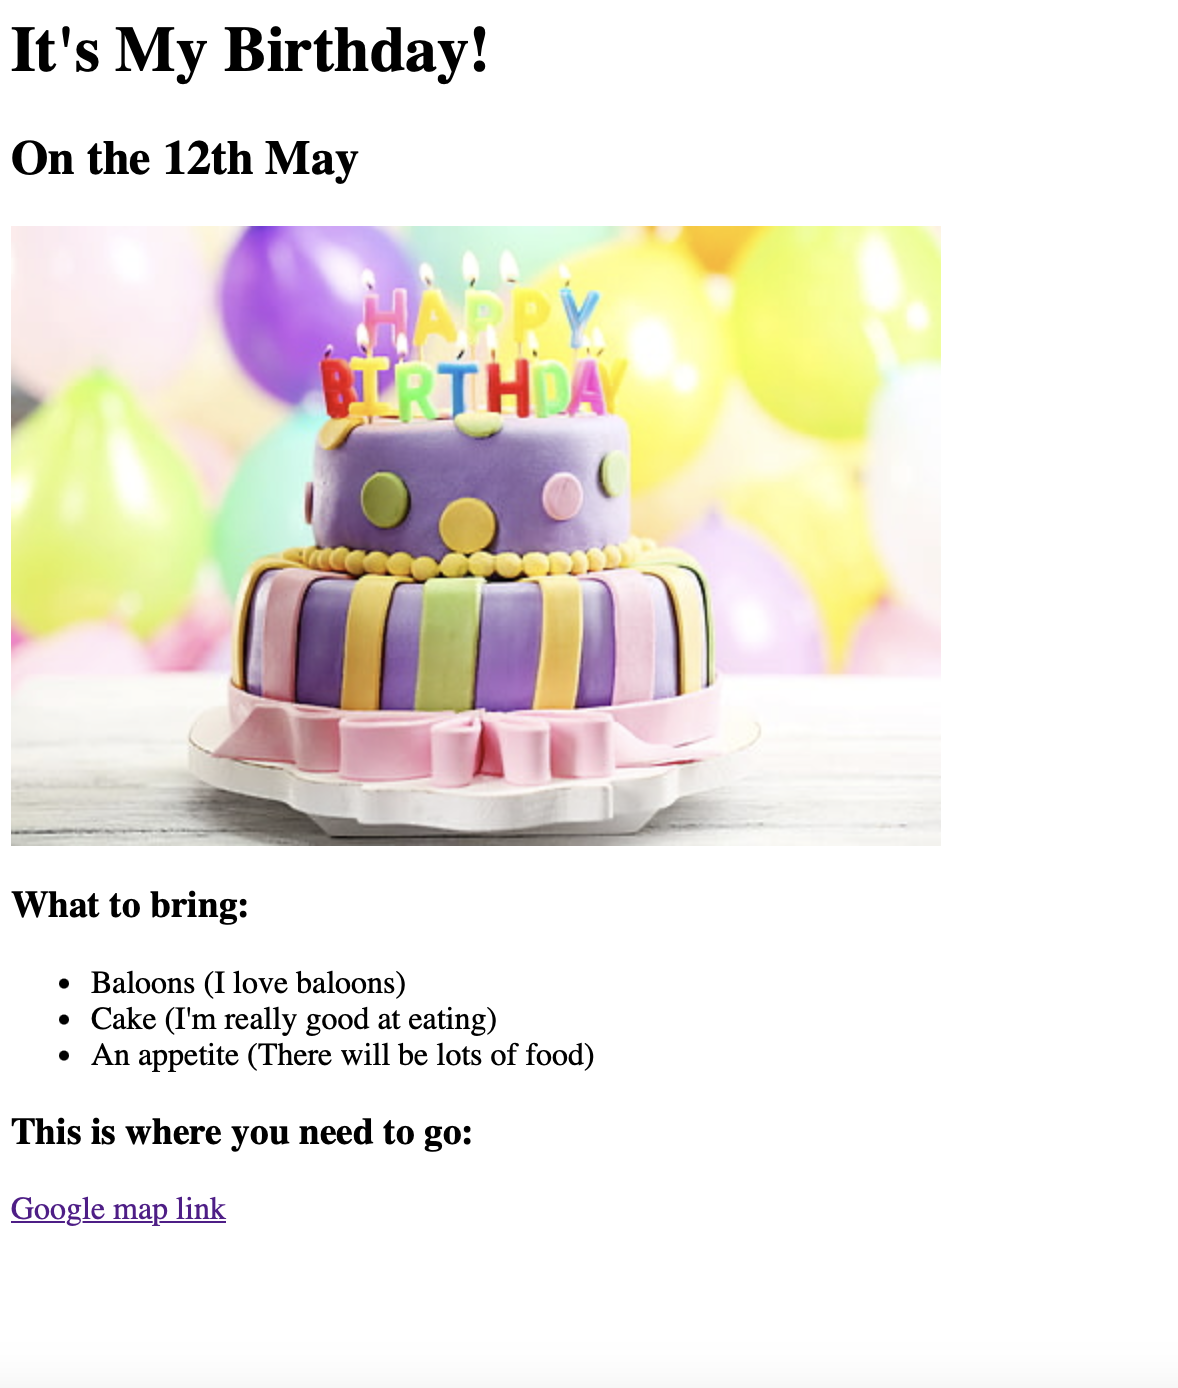 It's My Birthday!
On the 12th May
HAPPY
BIRTHDAY
What to bring:
Baloons (I love baloons)
Cake (I'm really good at eating)
An appetite (There will be lots of food)
This is where you need to go:
Google map link